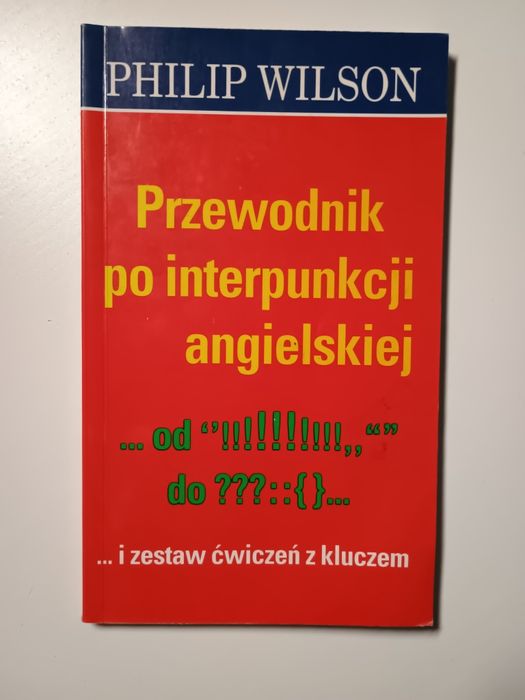 PHILIP WILSON
Przewodnik
po interpunkcji
angielskiej
... od ‘’!!!!!!!!!!!,,“”
do ???::{}...
... i zestaw ćwiczeń z kluczem